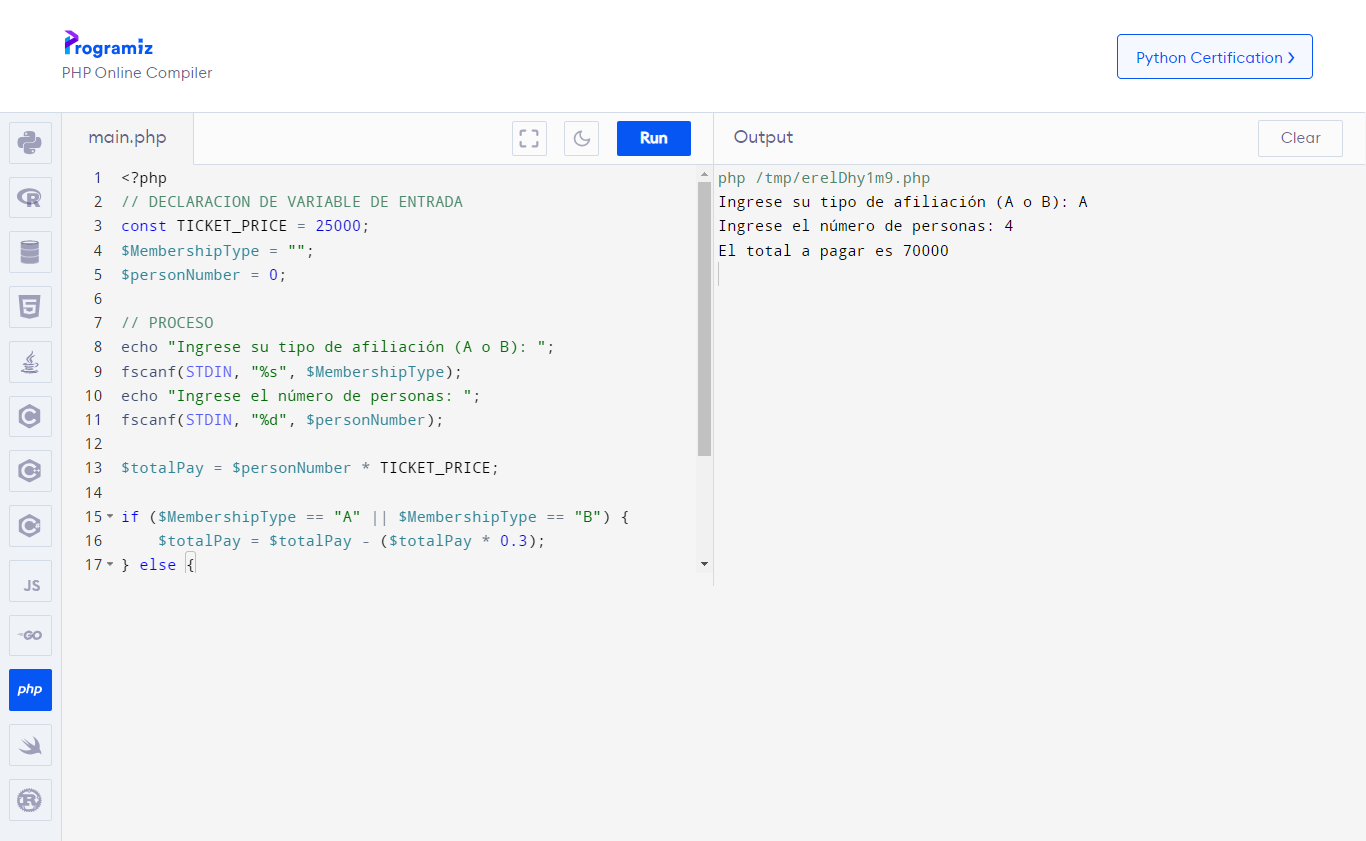 Programiz
PHP Online Compiler
Python Certification
main.php
Run
Output
Clear
1 <?php
2 // DECLARACION DE VARIABLE DE ENTRADA
3 const TICKET_PRICE = 25000;
4 $MembershipType = "";
5 $personNumber = 0;
6
7 // PROCESO
8 echo "Ingrese su tipo de afiliación (A o B): ";
9 fscanf(STDIN, "%s", $MembershipType);
10 echo "Ingrese el número de personas: ";
11 fscanf(STDIN, "%d", $personNumber);
12
13 $totalPay = $personNumber * TICKET_PRICE;
14
15 if ($MembershipType == "A" || $MembershipType == "B") {
16     $totalPay = $totalPay - ($totalPay * 0.3);
17 } else {
php /tmp/erelDhy1m9.php
Ingrese su tipo de afiliación (A o B): A
Ingrese el número de personas: 4
El total a pagar es 70000
R
5
C
C
C
JS
GO
php
R